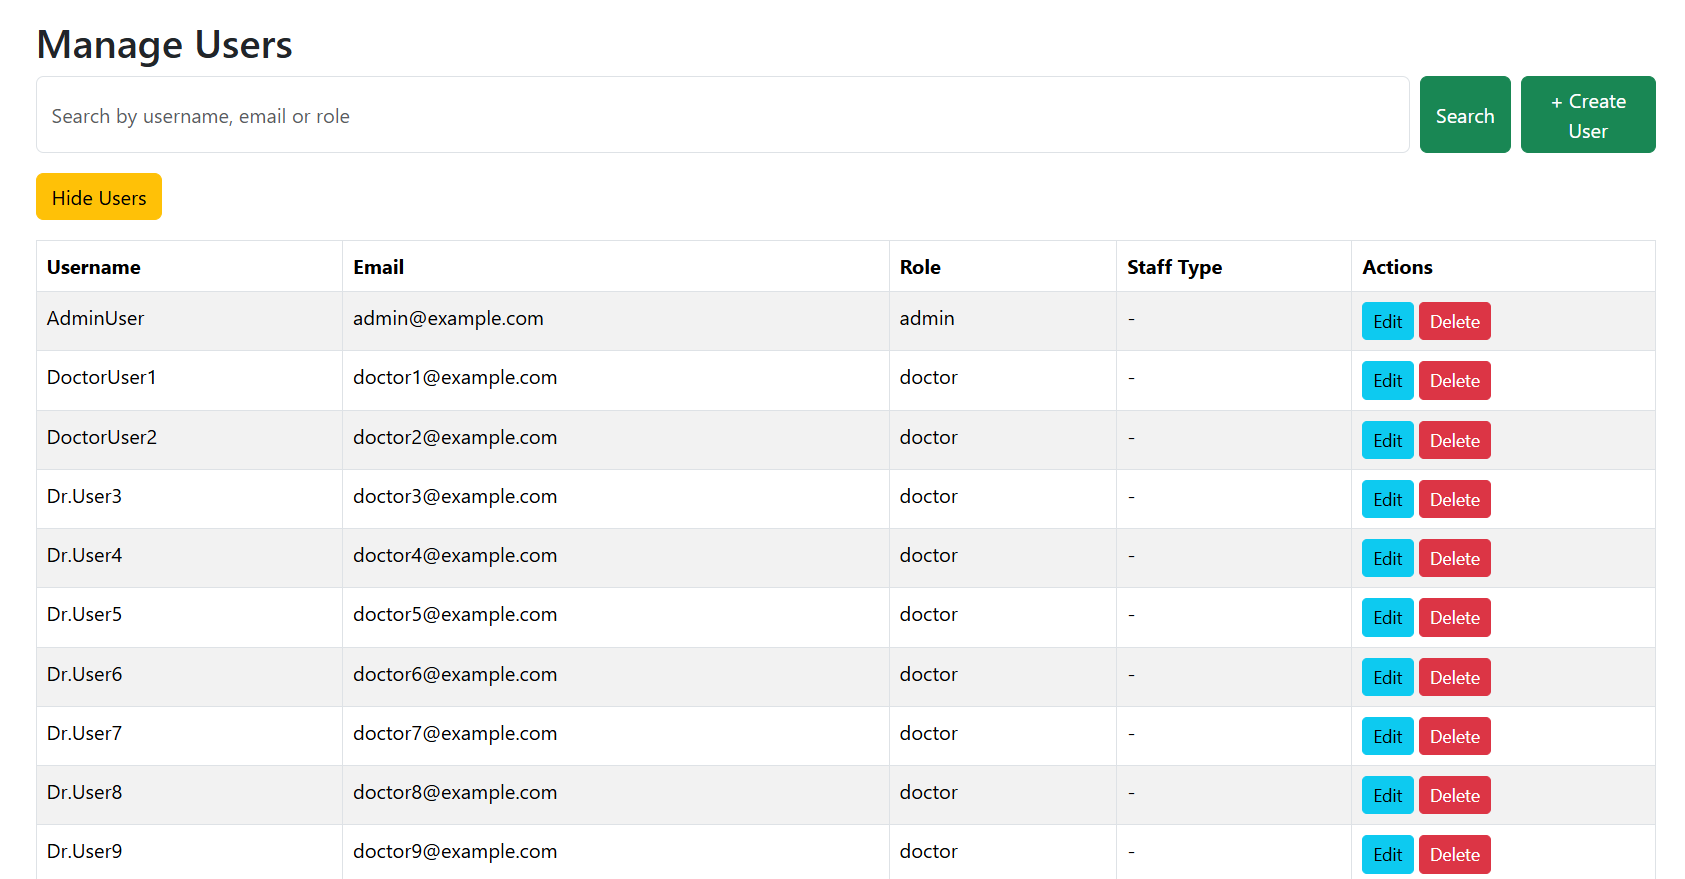 Manage Users
Search by username, email or role
Search
+ Create
User
Hide Users
Username Email Role Staff Type Actions
AdminUser admin@example.com admin - Edit Delete
DoctorUser1 doctor1@example.com doctor - Edit Delete
DoctorUser2 doctor2@example.com doctor - Edit Delete
Dr.User3 doctor3@example.com doctor - Edit Delete
Dr.User4 doctor4@example.com doctor - Edit Delete
Dr.User5 doctor5@example.com doctor - Edit Delete
Dr.User6 doctor6@example.com doctor - Edit Delete
Dr.User7 doctor7@example.com doctor - Edit Delete
Dr.User8 doctor8@example.com doctor - Edit Delete
Dr.User9 doctor9@example.com doctor - Edit Delete